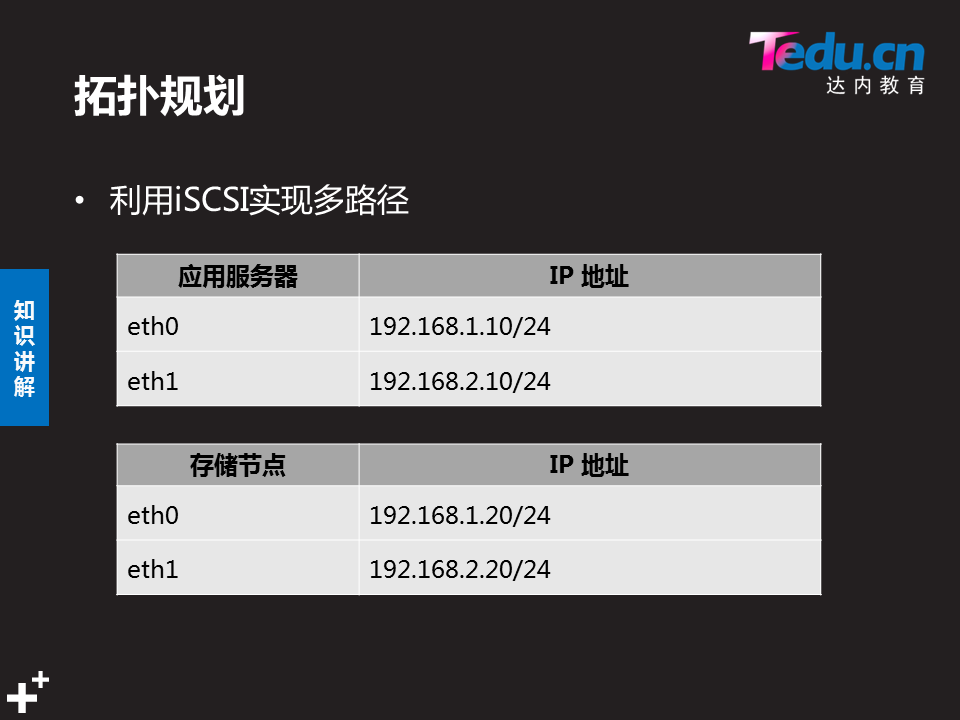 Tedu.cn
达内教育
拓扑规划
• 利用iSCSI实现多路径
知识讲解
应用服务器 IP 地址
eth0 192.168.1.10/24
eth1 192.168.2.10/24
存储节点 IP 地址
eth0 192.168.1.20/24
eth1 192.168.2.20/24